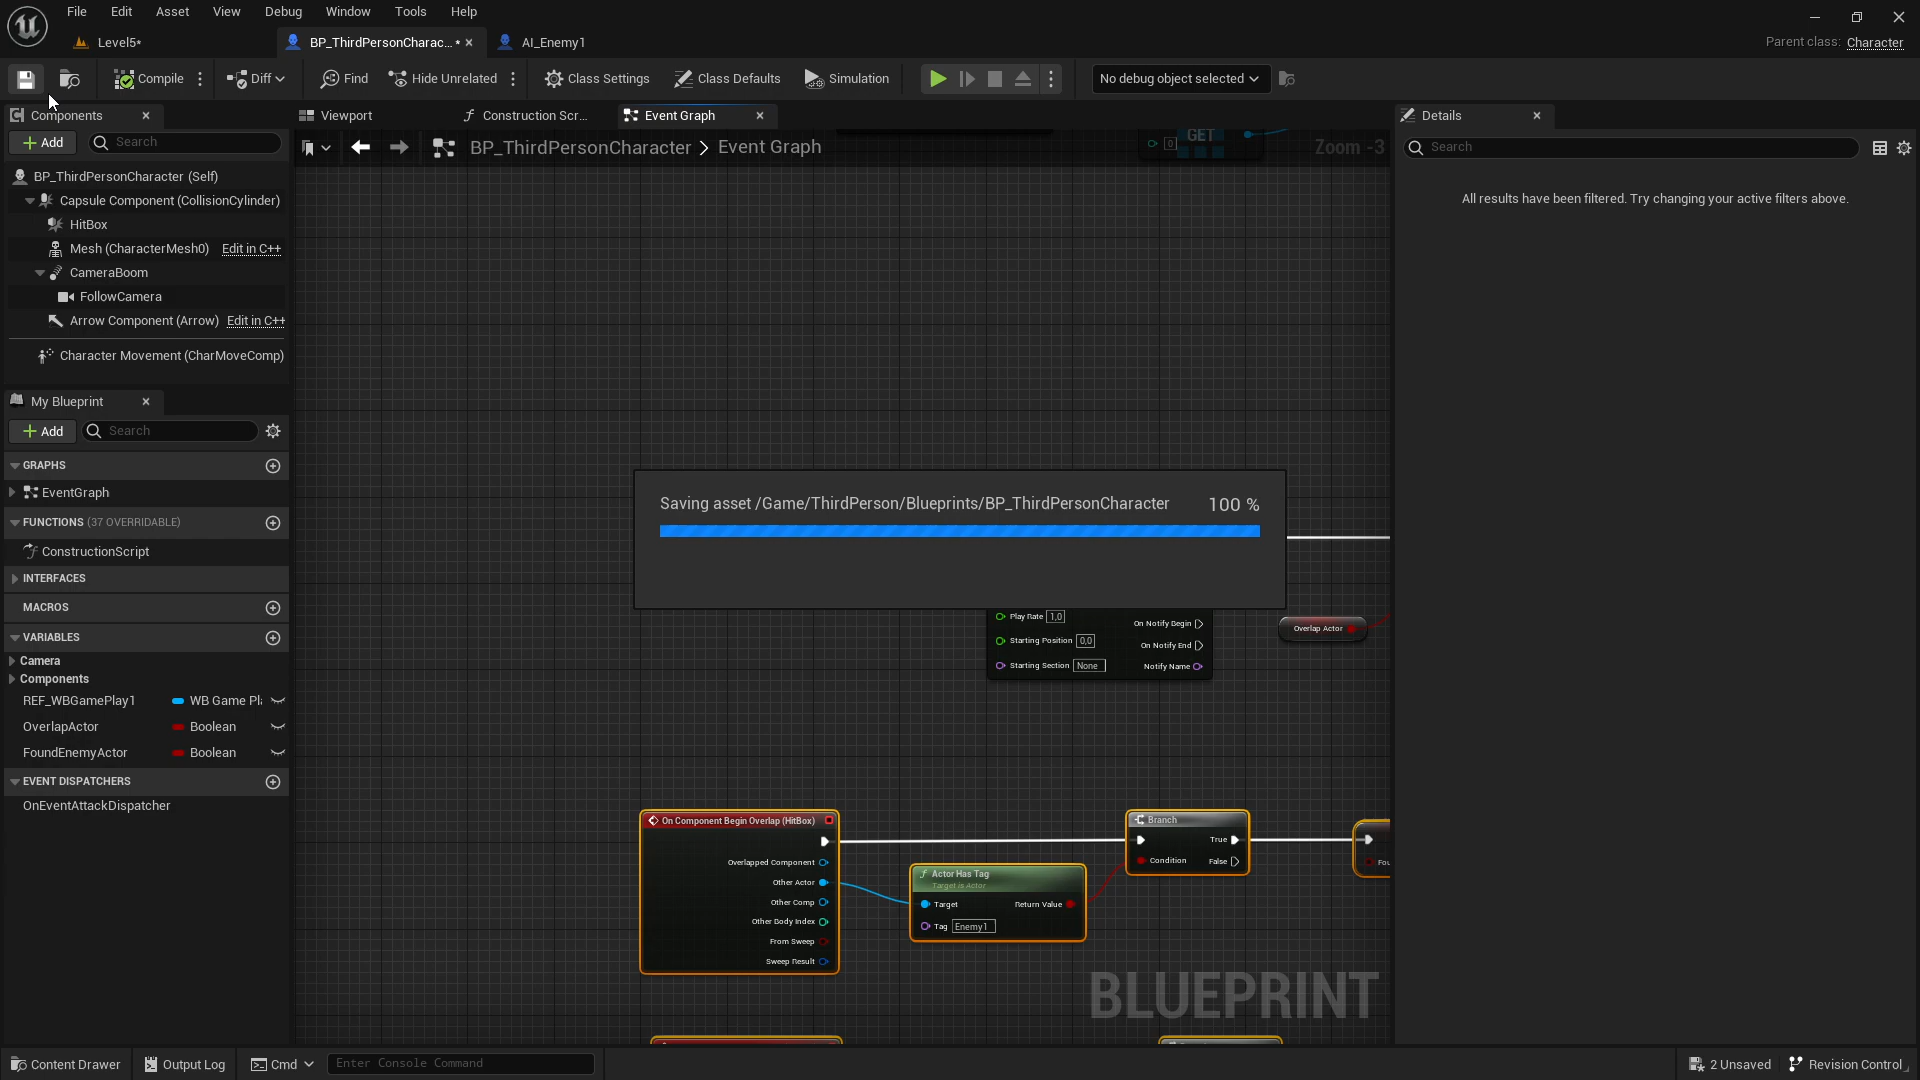 File Edit Asset View Debug Window Tools Help
Level5*
BP_ThirdPersonCharac... *
AI_Enemy1
Parent class: Character
Compile
Diff
Find
Hide Unrelated
Class Settings
Class Defaults
Simulation
No debug object selected
Components
Add
Search
BP_ThirdPersonCharacter (Self)
Capsule Component (CollisionCylinder)
HitBox
Mesh (CharacterMesh0) Edit in C++
CameraBoom
FollowCamera
Arrow Component (Arrow) Edit in C++
Character Movement (CharMoveComp)
My Blueprint
Add
Search
GRAPHS
EventGraph
FUNCTIONS (37 OVERRIDABLE)
ConstructionScript
INTERFACES
MACROS
VARIABLES
Camera
Components
REF_WBGamePlay1 WB Game Pl
OverlapActor Boolean
FoundEnemyActor Boolean
EVENT DISPATCHERS
OnEventAttackDispatcher
Viewport
Construction Scr...
Event Graph
BP_ThirdPersonCharacter > Event Graph
Zoom -3
0
GET
Saving asset /Game/ThirdPerson/Blueprints/BP_ThirdPersonCharacter 100 %
Play Rate 1,0
On Notify Begin
Starting Position 0,0
On Notify End
Starting Section None
Notify Name
Overlap Actor
On Component Begin Overlap (HitBox)
Overlapped Component
Other Actor
Other Comp
Other Body Index
From Sweep
Sweep Result
Actor Has Tag
Target is Actor
Target
Return Value
Tag Enemy1
Branch
True
Condition
False
Fou
BLUEPRINT
Details
Search
All results have been filtered. Try changing your active filters above.
Content Drawer
Output Log
Cmd
Enter Console Command
2 Unsaved
Revision Control